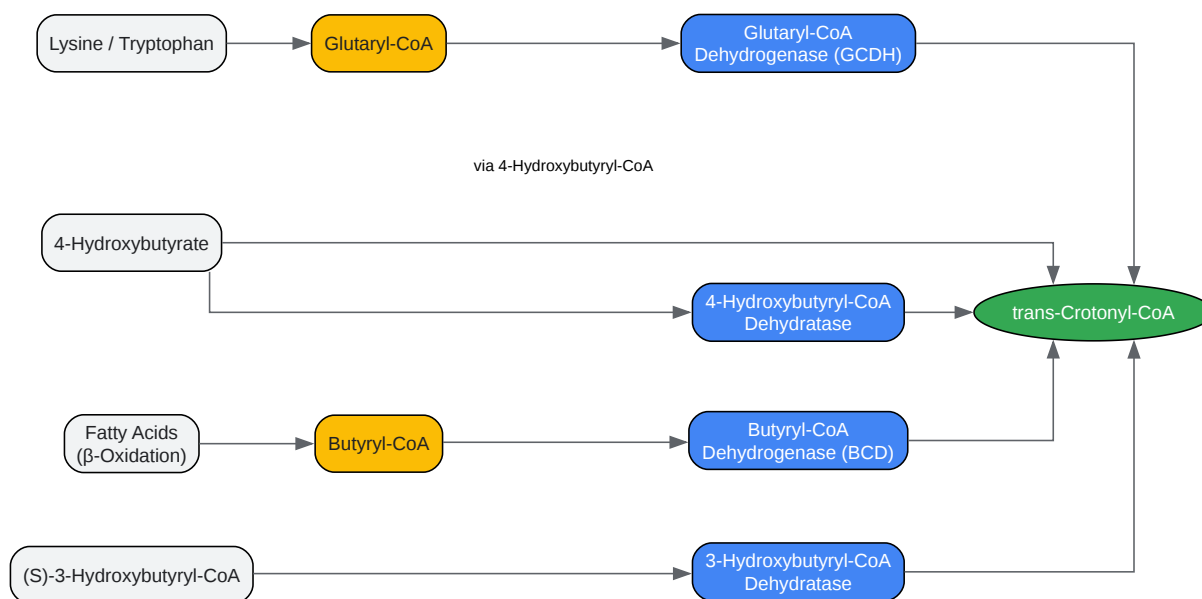 Lysine / Tryptophan
Glutaryl-CoA
Glutaryl-CoA
Dehydrogenase (GCDH)
via 4-Hydroxybutyryl-CoA
4-Hydroxybutyrate
4-Hydroxybutyryl-CoA
Dehydratase
trans-Crotonyl-CoA
Fatty Acids
(β-Oxidation)
Butyryl-CoA
Butyryl-CoA
Dehydrogenase (BCD)
(S)-3-Hydroxybutyryl-CoA
3-Hydroxybutyryl-CoA
Dehydratase